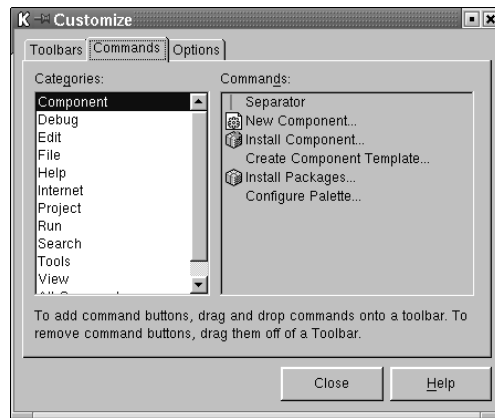 Customize
Toolbars Commands Options
Categories:
Component
Debug
Edit
File
Help
Internet
Project
Run
Search
Tools
View
Commands:
Separator
New Component...
Install Component...
Create Component Template...
Install Packages...
Configure Palette...
To add command buttons, drag and drop commands onto a toolbar. To
remove command buttons, drag them off of a Toolbar.
Close Help